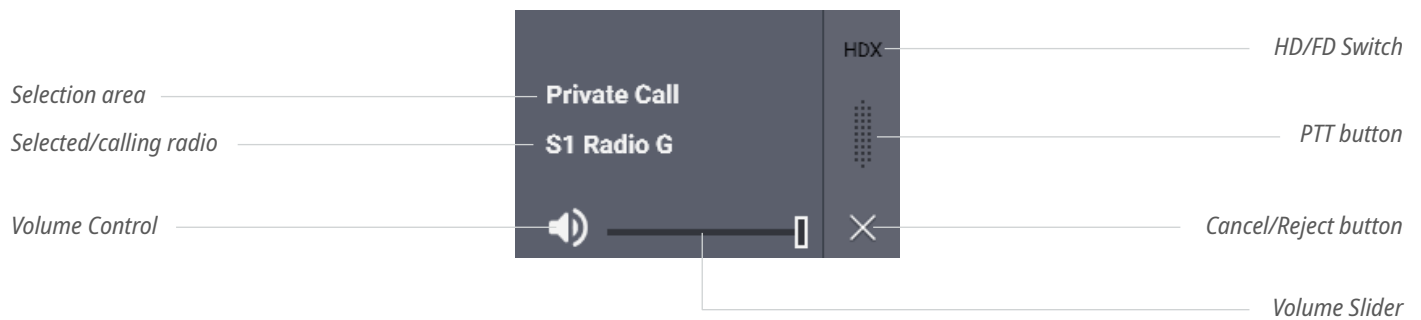 HDX
HD/FD Switch
Selection area
Private Call
Selected/calling radio
S1 Radio G
PTT button
Volume Control
Cancel/Reject button
Volume Slider